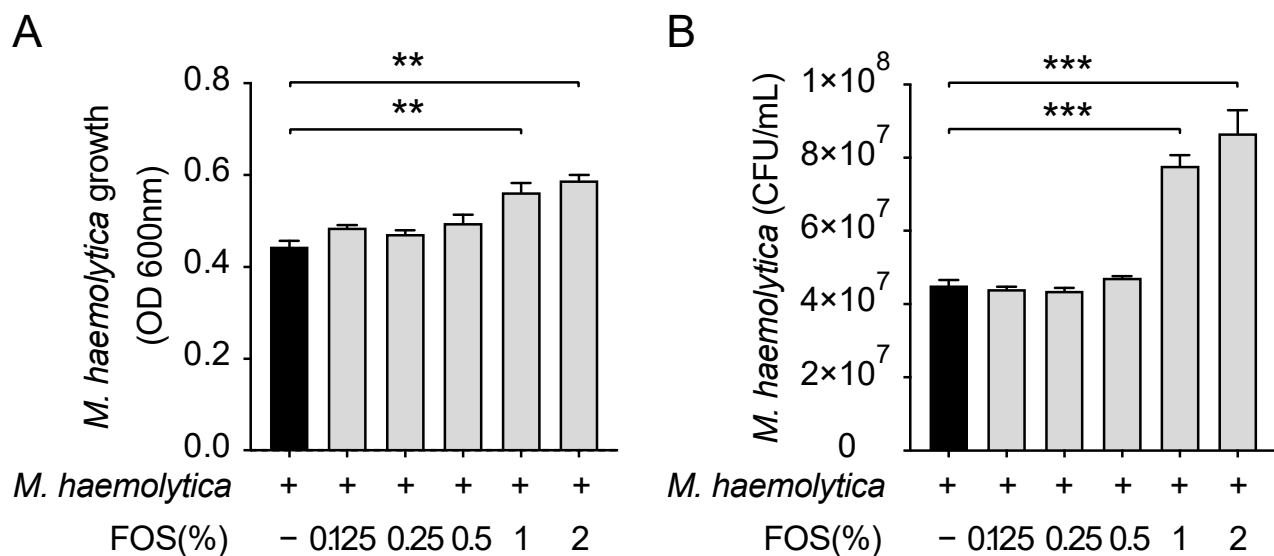 A
M. haemolytica growth
(OD 600nm)
0.8
0.6
0.4
0.2
0.0
**
**
M. haemolytica + + + + + +
FOS(%) − 0.125 0.25 0.5 1 2
B
M. haemolytica (CFU/mL)
1×10⁸
8×10⁷
6×10⁷
4×10⁷
2×10⁷
0
***
***
M. haemolytica + + + + + +
FOS(%) − 0.125 0.25 0.5 1 2